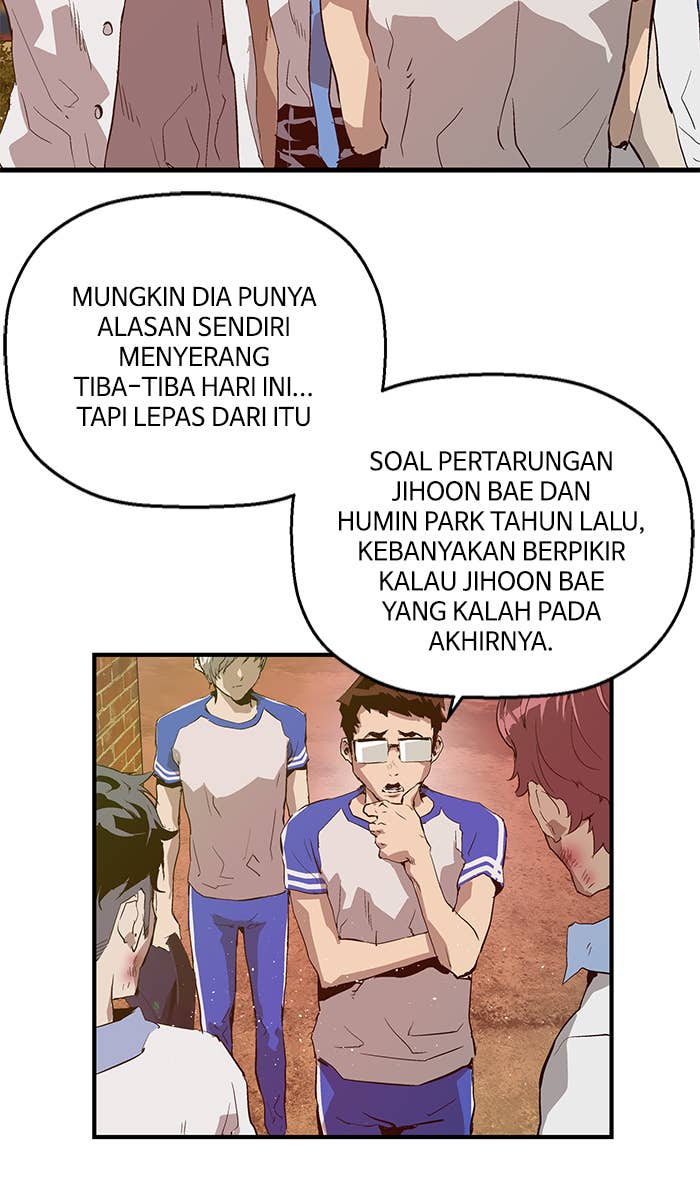 MUNGKIN DIA PUNYA
ALASAN SENDIRI
MENYERANG
TIBA-TIBA HARI INI...
TAPI LEPAS DARI ITU
SOAL PERTARUNGAN
JIHOON BAE DAN
HUMIN PARK TAHUN LALU,
KEBANYAKAN BERPIKIR
KALAU JIHOON BAE
YANG KALAH PADA
AKHIRNYA.